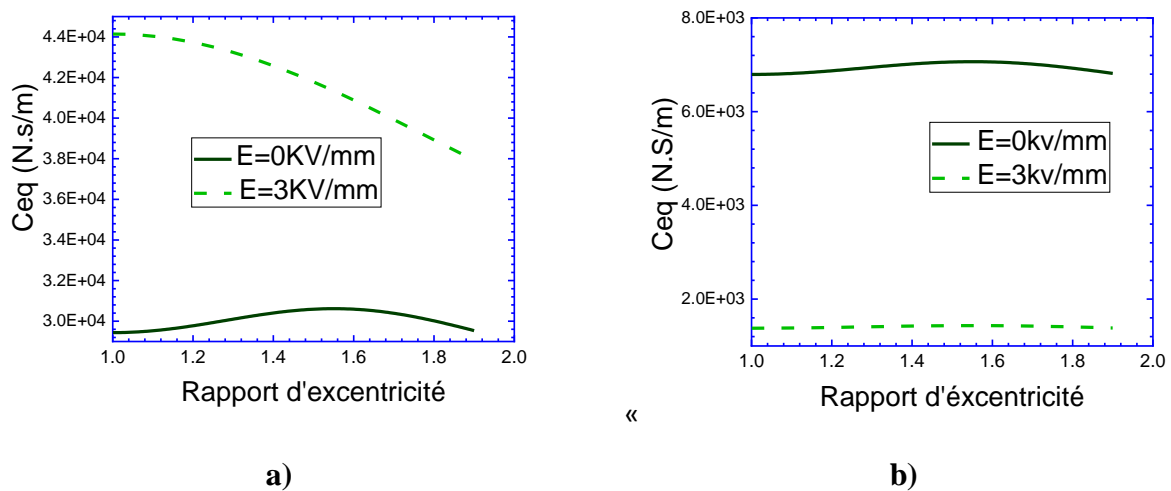 4.4E+04
4.2E+04
4.0E+04
3.8E+04
3.6E+04
3.4E+04
3.2E+04
3.0E+04
Ceq (N.s/m)
E=0KV/mm
E=3KV/mm
1.0 1.2 1.4 1.6 1.8 2.0
Rapport d'excentricité
a)
8.0E+03
6.0E+03
4.0E+03
2.0E+03
Ceq (N.S/m)
E=0kv/mm
E=3kv/mm
1.0 1.2 1.4 1.6 1.8 2.0
Rapport d'éxcentricité
«
b)